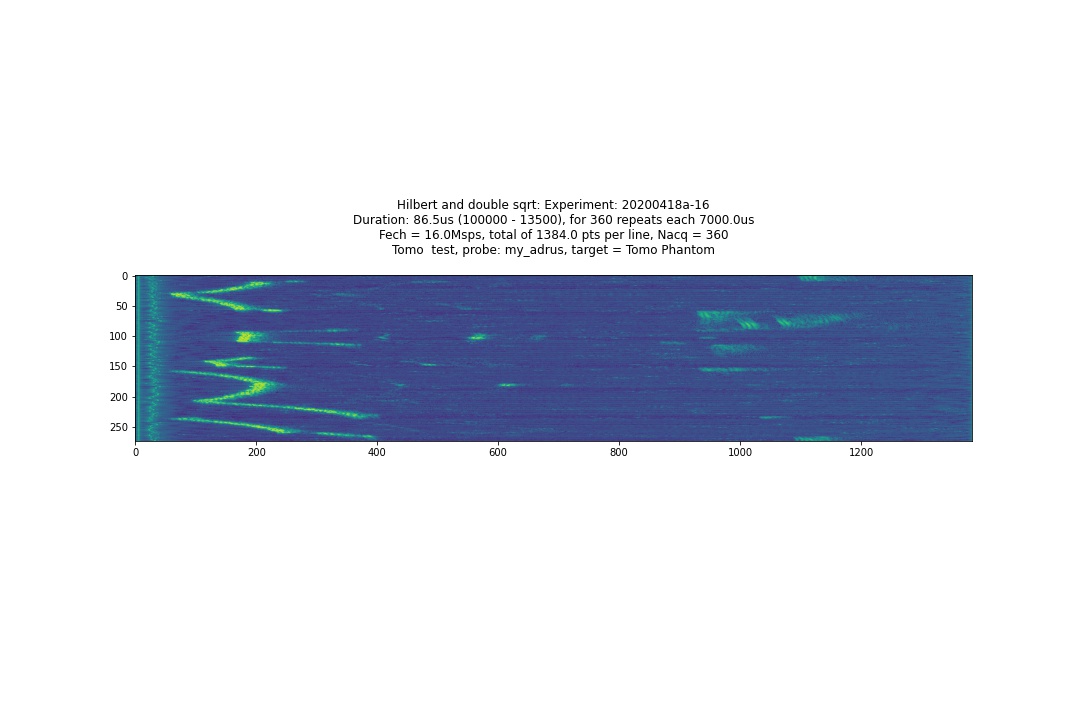 Hilbert and double sqrt: Experiment: 20200418a-16
Duration: 86.5us (100000 - 13500), for 360 repeats each 7000.0us
Fech = 16.0Msps, total of 1384.0 pts per line, Nacq = 360
Tomo  test, probe: my_adrus, target = Tomo Phantom
0
50
100
150
200
250
0 200 400 600 800 1000 1200